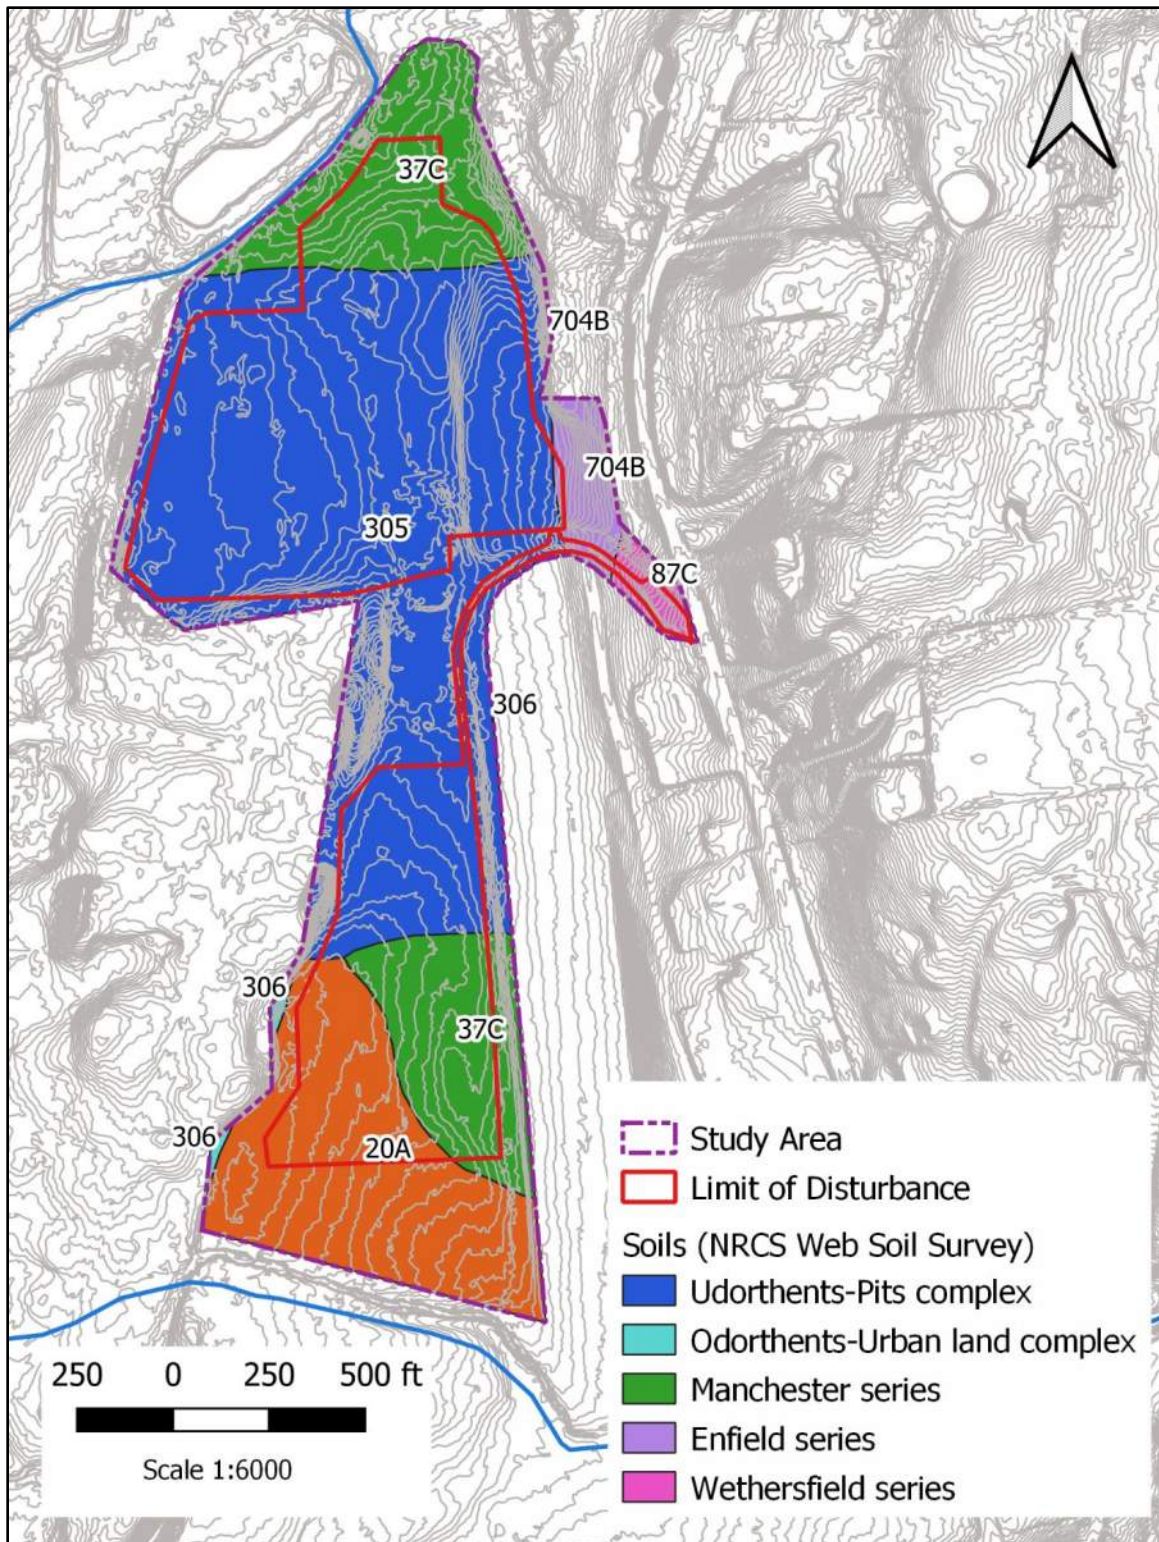 37C
704B
704B
305
87C
306
306
37C
306
20A
Study Area
Limit of Disturbance
Soils (NRCS Web Soil Survey)
Udorthents-Pits complex
Odorthents-Urban land complex
Manchester series
Enfield series
Wethersfield series
250 0 250 500 ft
Scale 1:6000